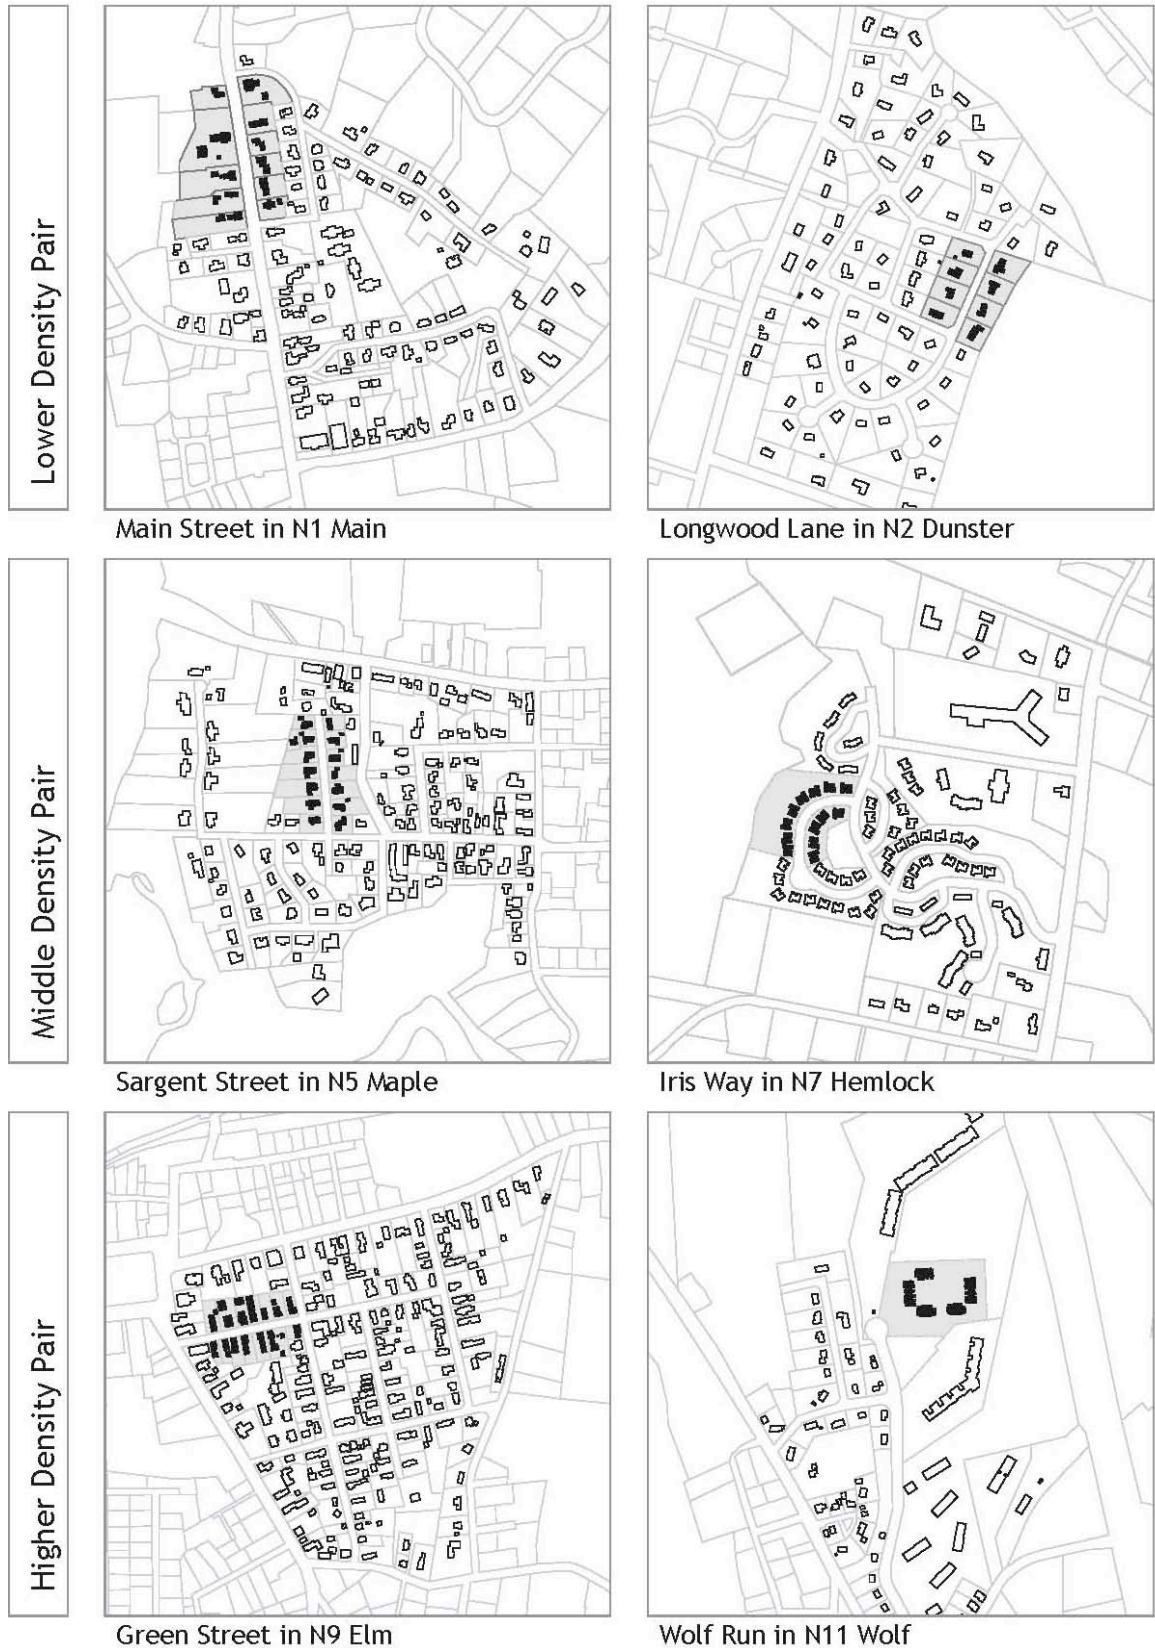 Lower Density Pair
Main Street in N1 Main
Longwood Lane in N2 Dunster
Middle Density Pair
Sargent Street in N5 Maple
Iris Way in N7 Hemlock
Higher Density Pair
Green Street in N9 Elm
Wolf Run in N11 Wolf